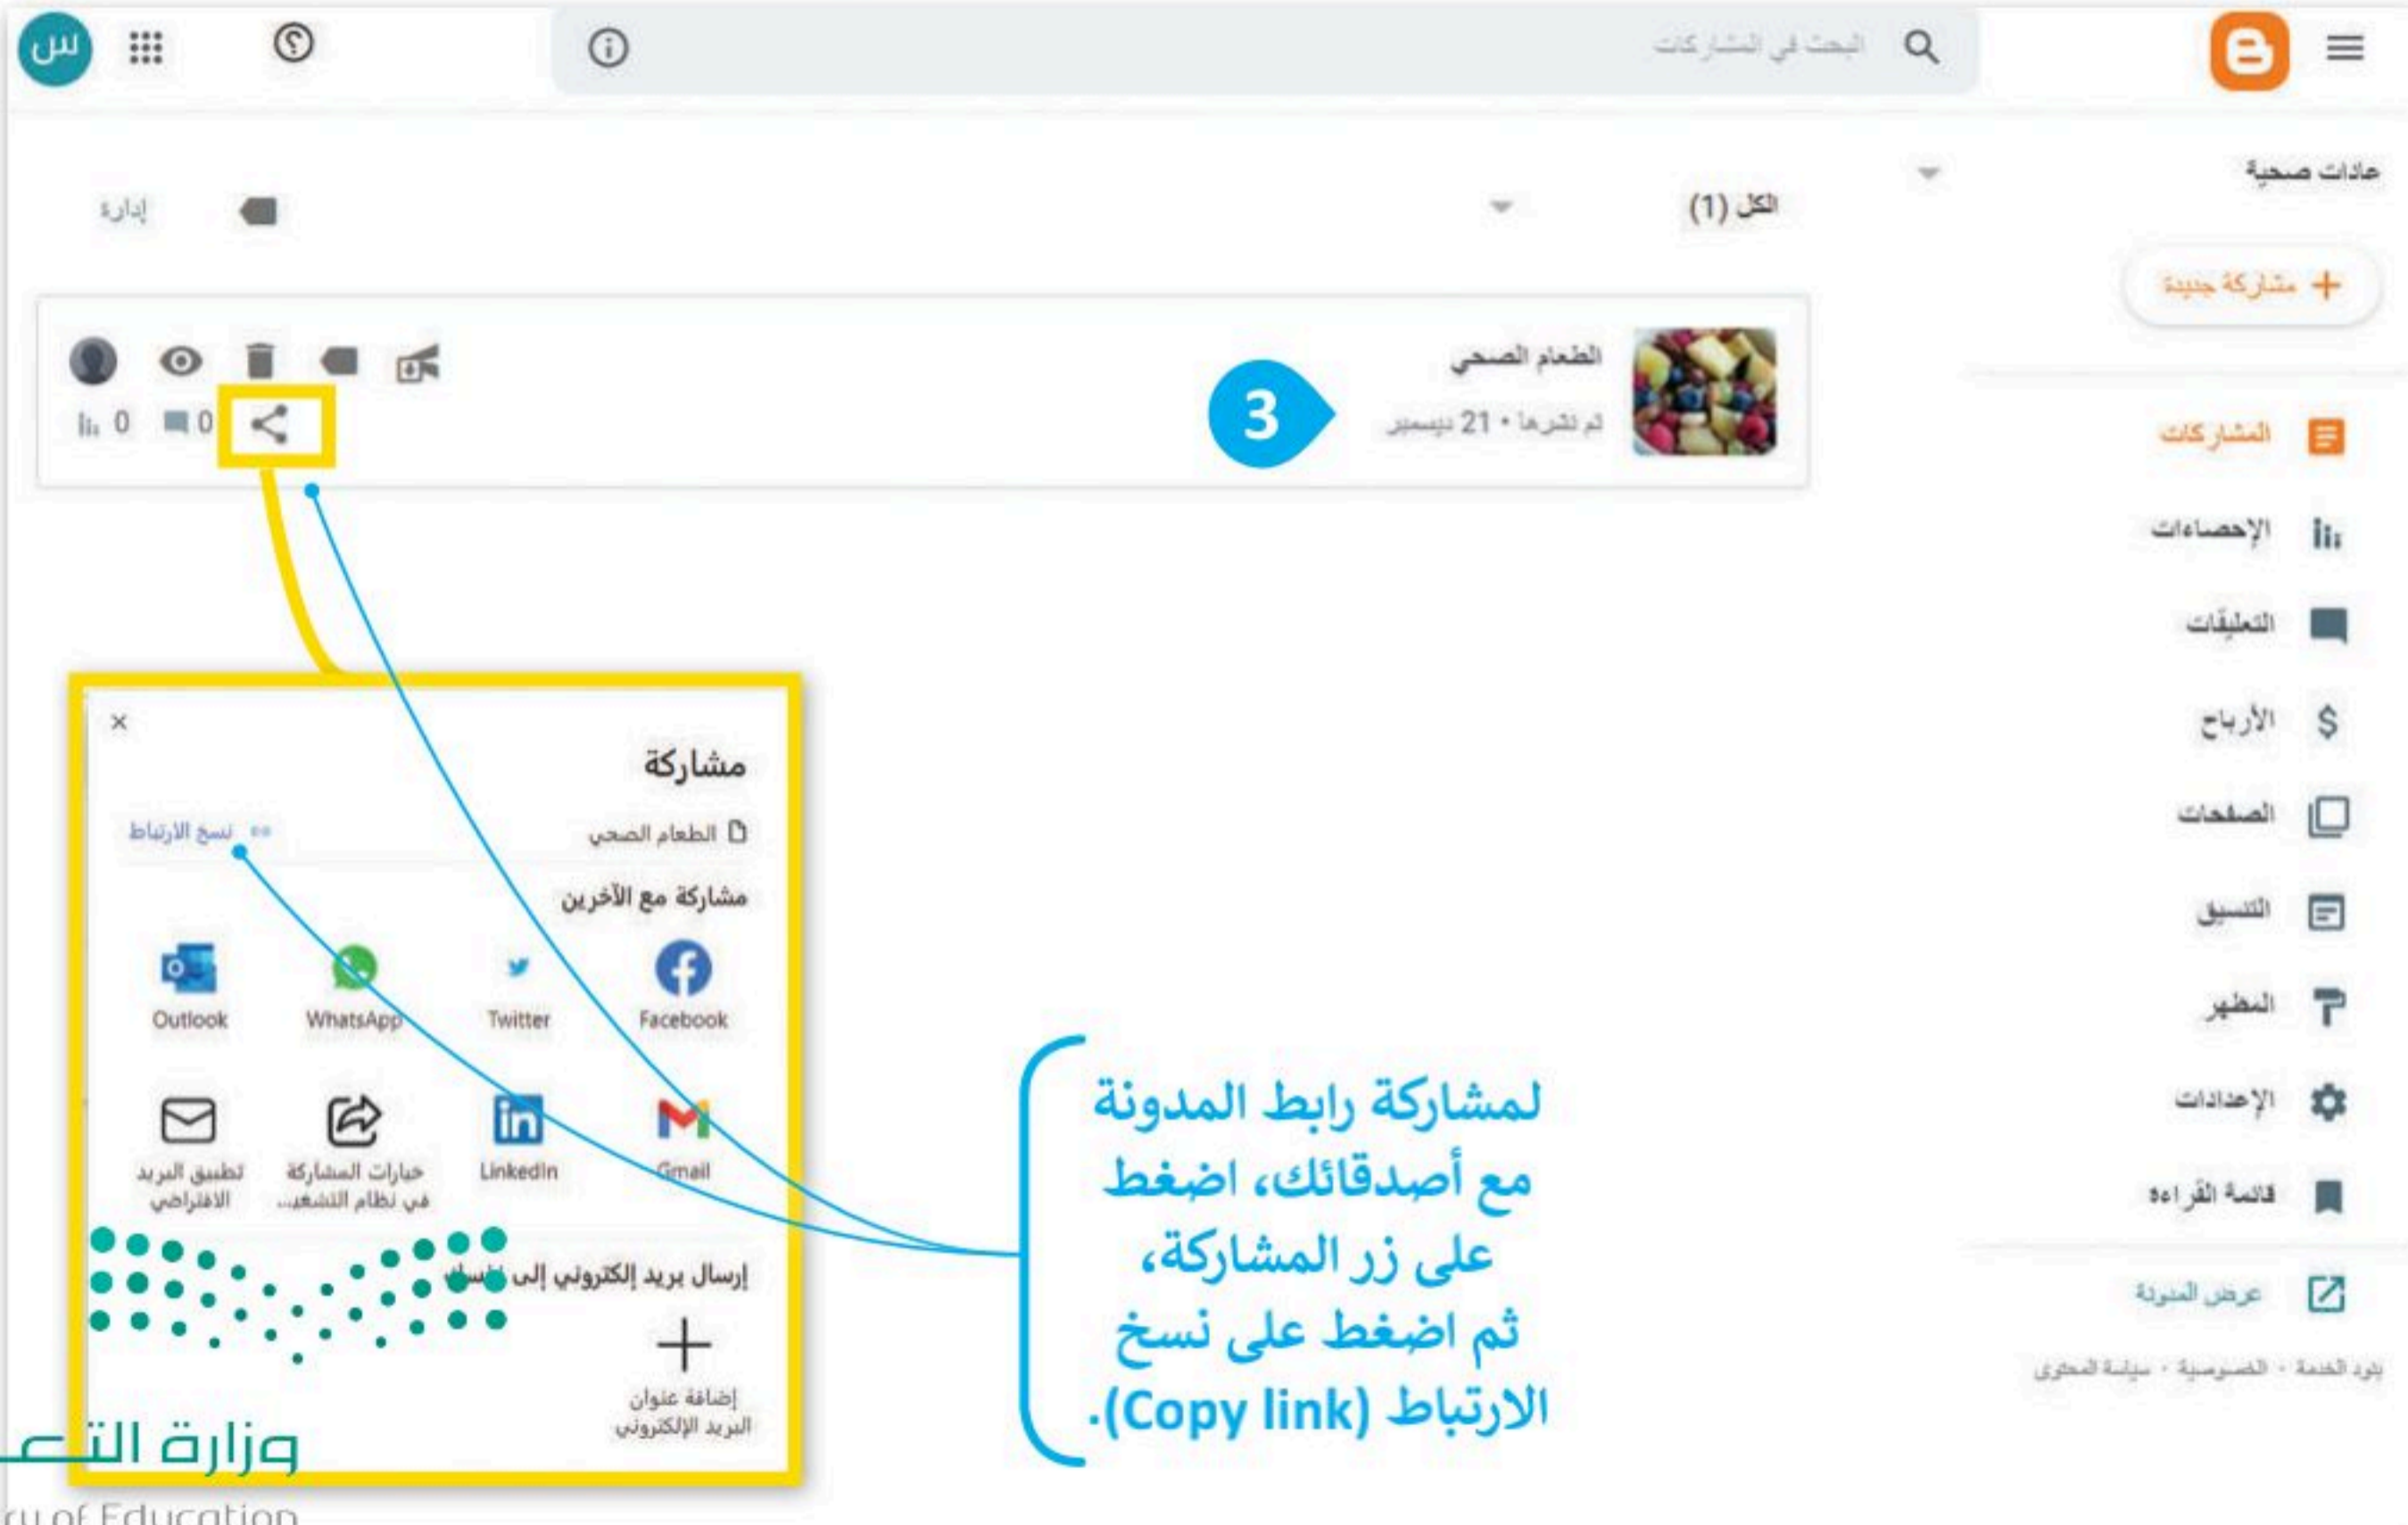 البحث في المشاركات
س
عادات صحية
الكل (1)
إدارة
+ مشاركة جديدة
الطعام الصحي
تم نشرها • 21 ديسمبر
3
0
0
المشاركات
الإحصاءات
التعليقات
الأرباح
الصفحات
التنسيق
المظهر
الإعدادات
قائمة القراءة
عرض المدونة
بنود الخدمة • الخصوصية • سياسة المحتوى
مشاركة
الطعام الصحي
نسخ الارتباط
مشاركة مع الآخرين
Facebook
Twitter
WhatsApp
Outlook
Gmail
LinkedIn
خيارات المشاركة
في نظام التشغيـ...
تطبيق البريد
الافتراضي
إرسال بريد إلكتروني إلى
إضافة عنوان
البريد الإلكتروني
لمشاركة رابط المدونة
مع أصدقائك، اضغط
على زر المشاركة،
ثم اضغط على نسخ
الارتباط (Copy link).
وزارة التعـ
ry of Education